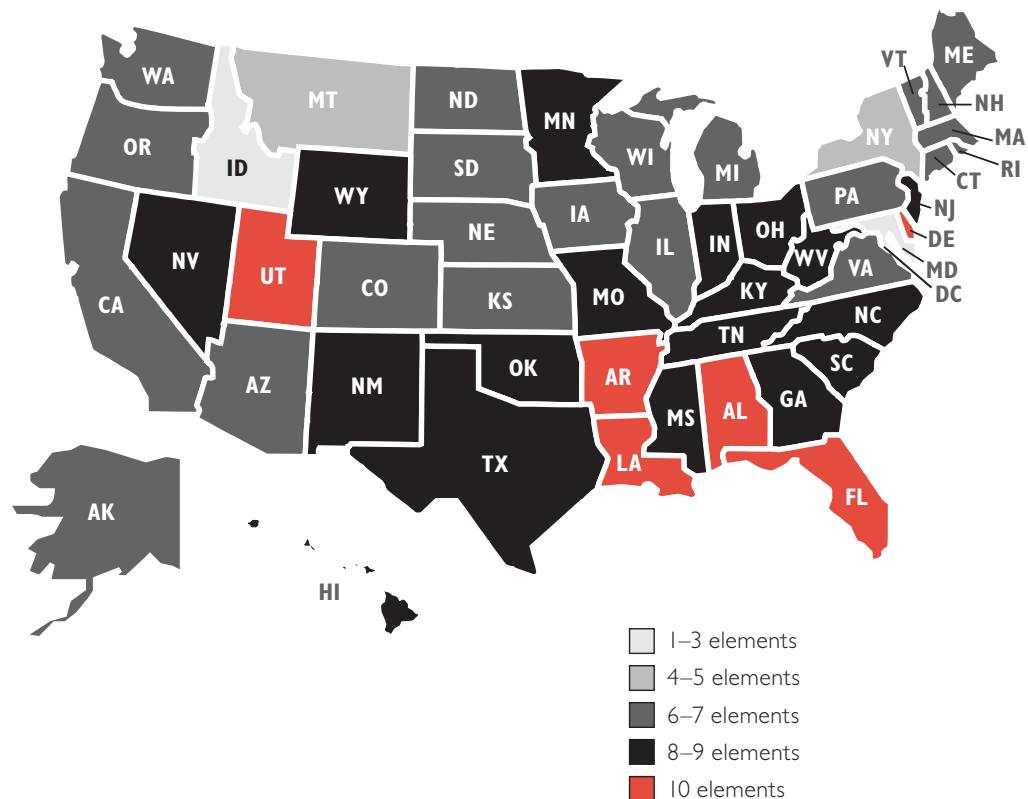 ME
VT
WA
MT
ND
NH
MN
MA
NY
OR
WI
RI
ID
SD
MI
CT
WY
PA
IA
NJ
NE
OH
IN
DE
IL
NV
WV
VA
MD
UT
CO
KY
DC
CA
KS
MO
NC
TN
OK
SC
AR
AZ
NM
GA
AL
MS
TX
LA
FL
AK
HI
1–3 elements
4–5 elements
6–7 elements
8–9 elements
10 elements